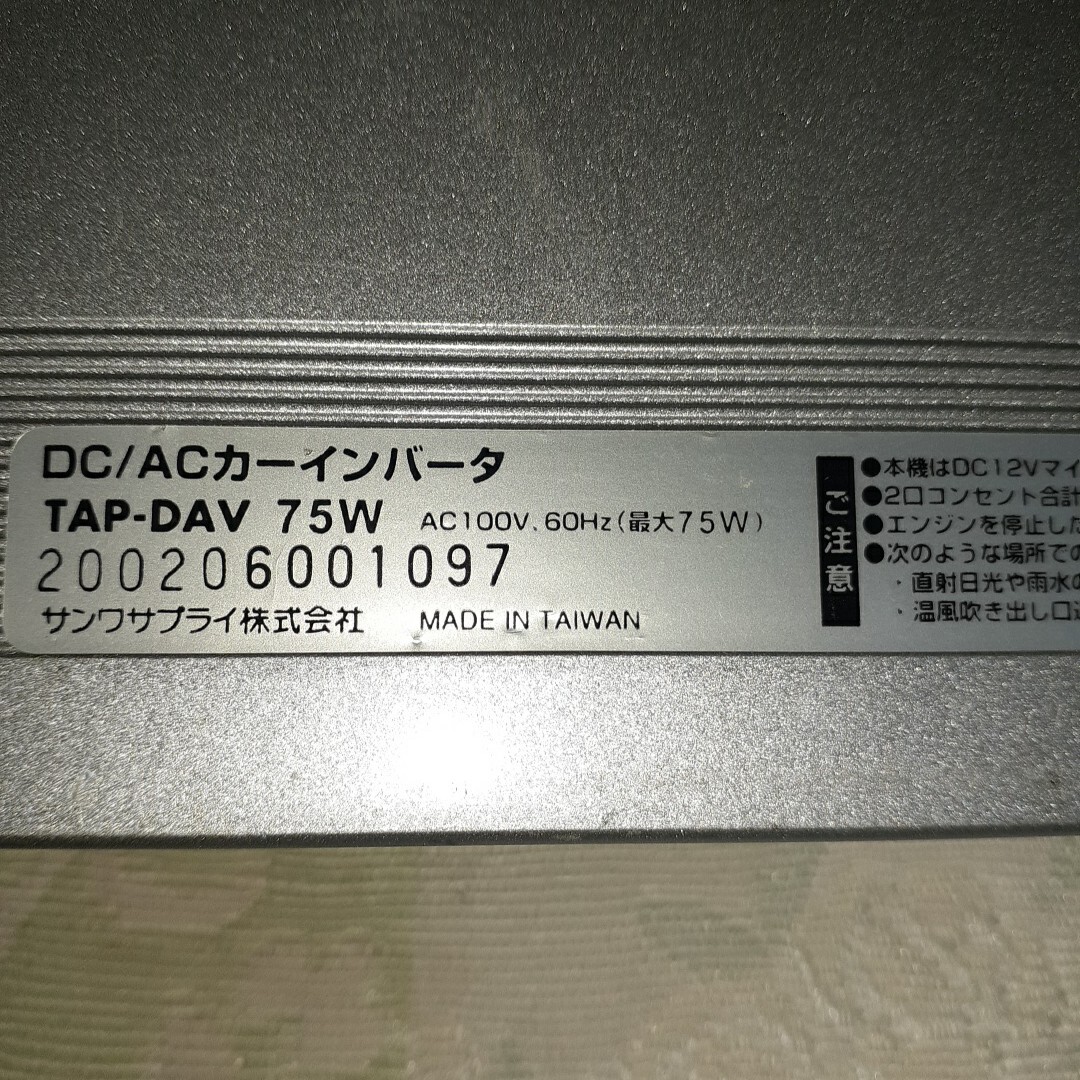 DC/ACカーインバータ
TAP-DAV 75W AC100V、60Hz(最大75W)
200206001097
サンワサプライ株式会社 MADE IN TAIWAN
ご注意
●本機はDC12Vマイ
●2口コンセント合計
●エンジンを停止した
●次のような場所での
・直射日光や雨水の
・温風吹き出し口近